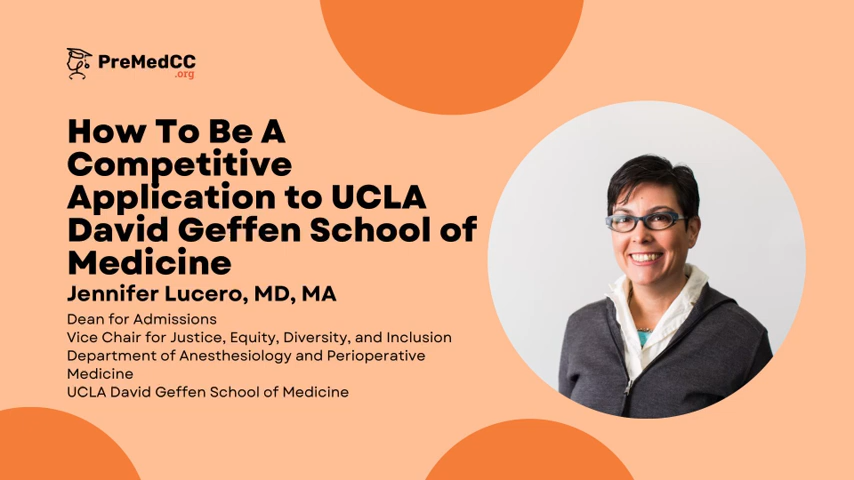 PreMedCC
.org
How To Be A
Competitive
Application to UCLA
David Geffen School of
Medicine
Jennifer Lucero, MD, MA
Dean for Admissions
Vice Chair for Justice, Equity, Diversity, and Inclusion
Department of Anesthesiology and Perioperative
Medicine
UCLA David Geffen School of Medicine